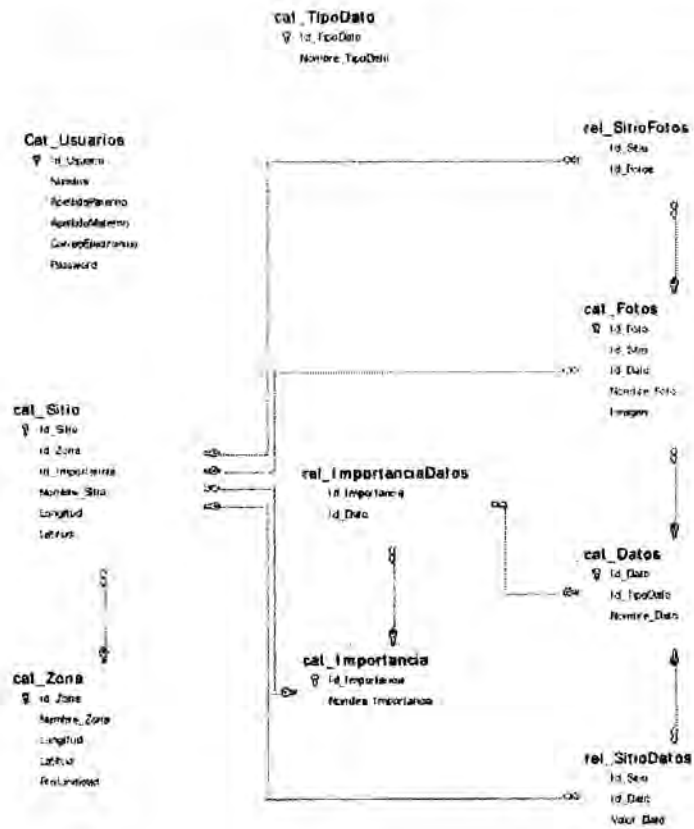 cat_TipoDato
Id_TipoDato
Nombre_TipoDato
Cat_Usuarios
Id_Usuario
Nombre
ApellidoPaterno
ApellidoMaterno
CorreoElectronico
Password
rel_SitioFotos
Id_Sitio
Id_Fotos
cat_Fotos
Id_Foto
Id_Sitio
Id_Dato
Nombre_Foto
Imagen
cat_Sitio
Id_Sitio
Id_Zona
Id_Importancia
Nombre_Sitio
Longitud
Latitud
rel_ImportanciaDatos
Id_Importancia
Id_Dato
cat_Datos
Id_Dato
Id_TipoDato
Nombre_Dato
cat_Importancia
Id_Importancia
Nombre_Importancia
cat_Zona
Id_Zona
Nombre_Zona
Longitud
Latitud
Profundidad
rel_SitioDatos
Id_Sitio
Id_Dato
Valor_Dato